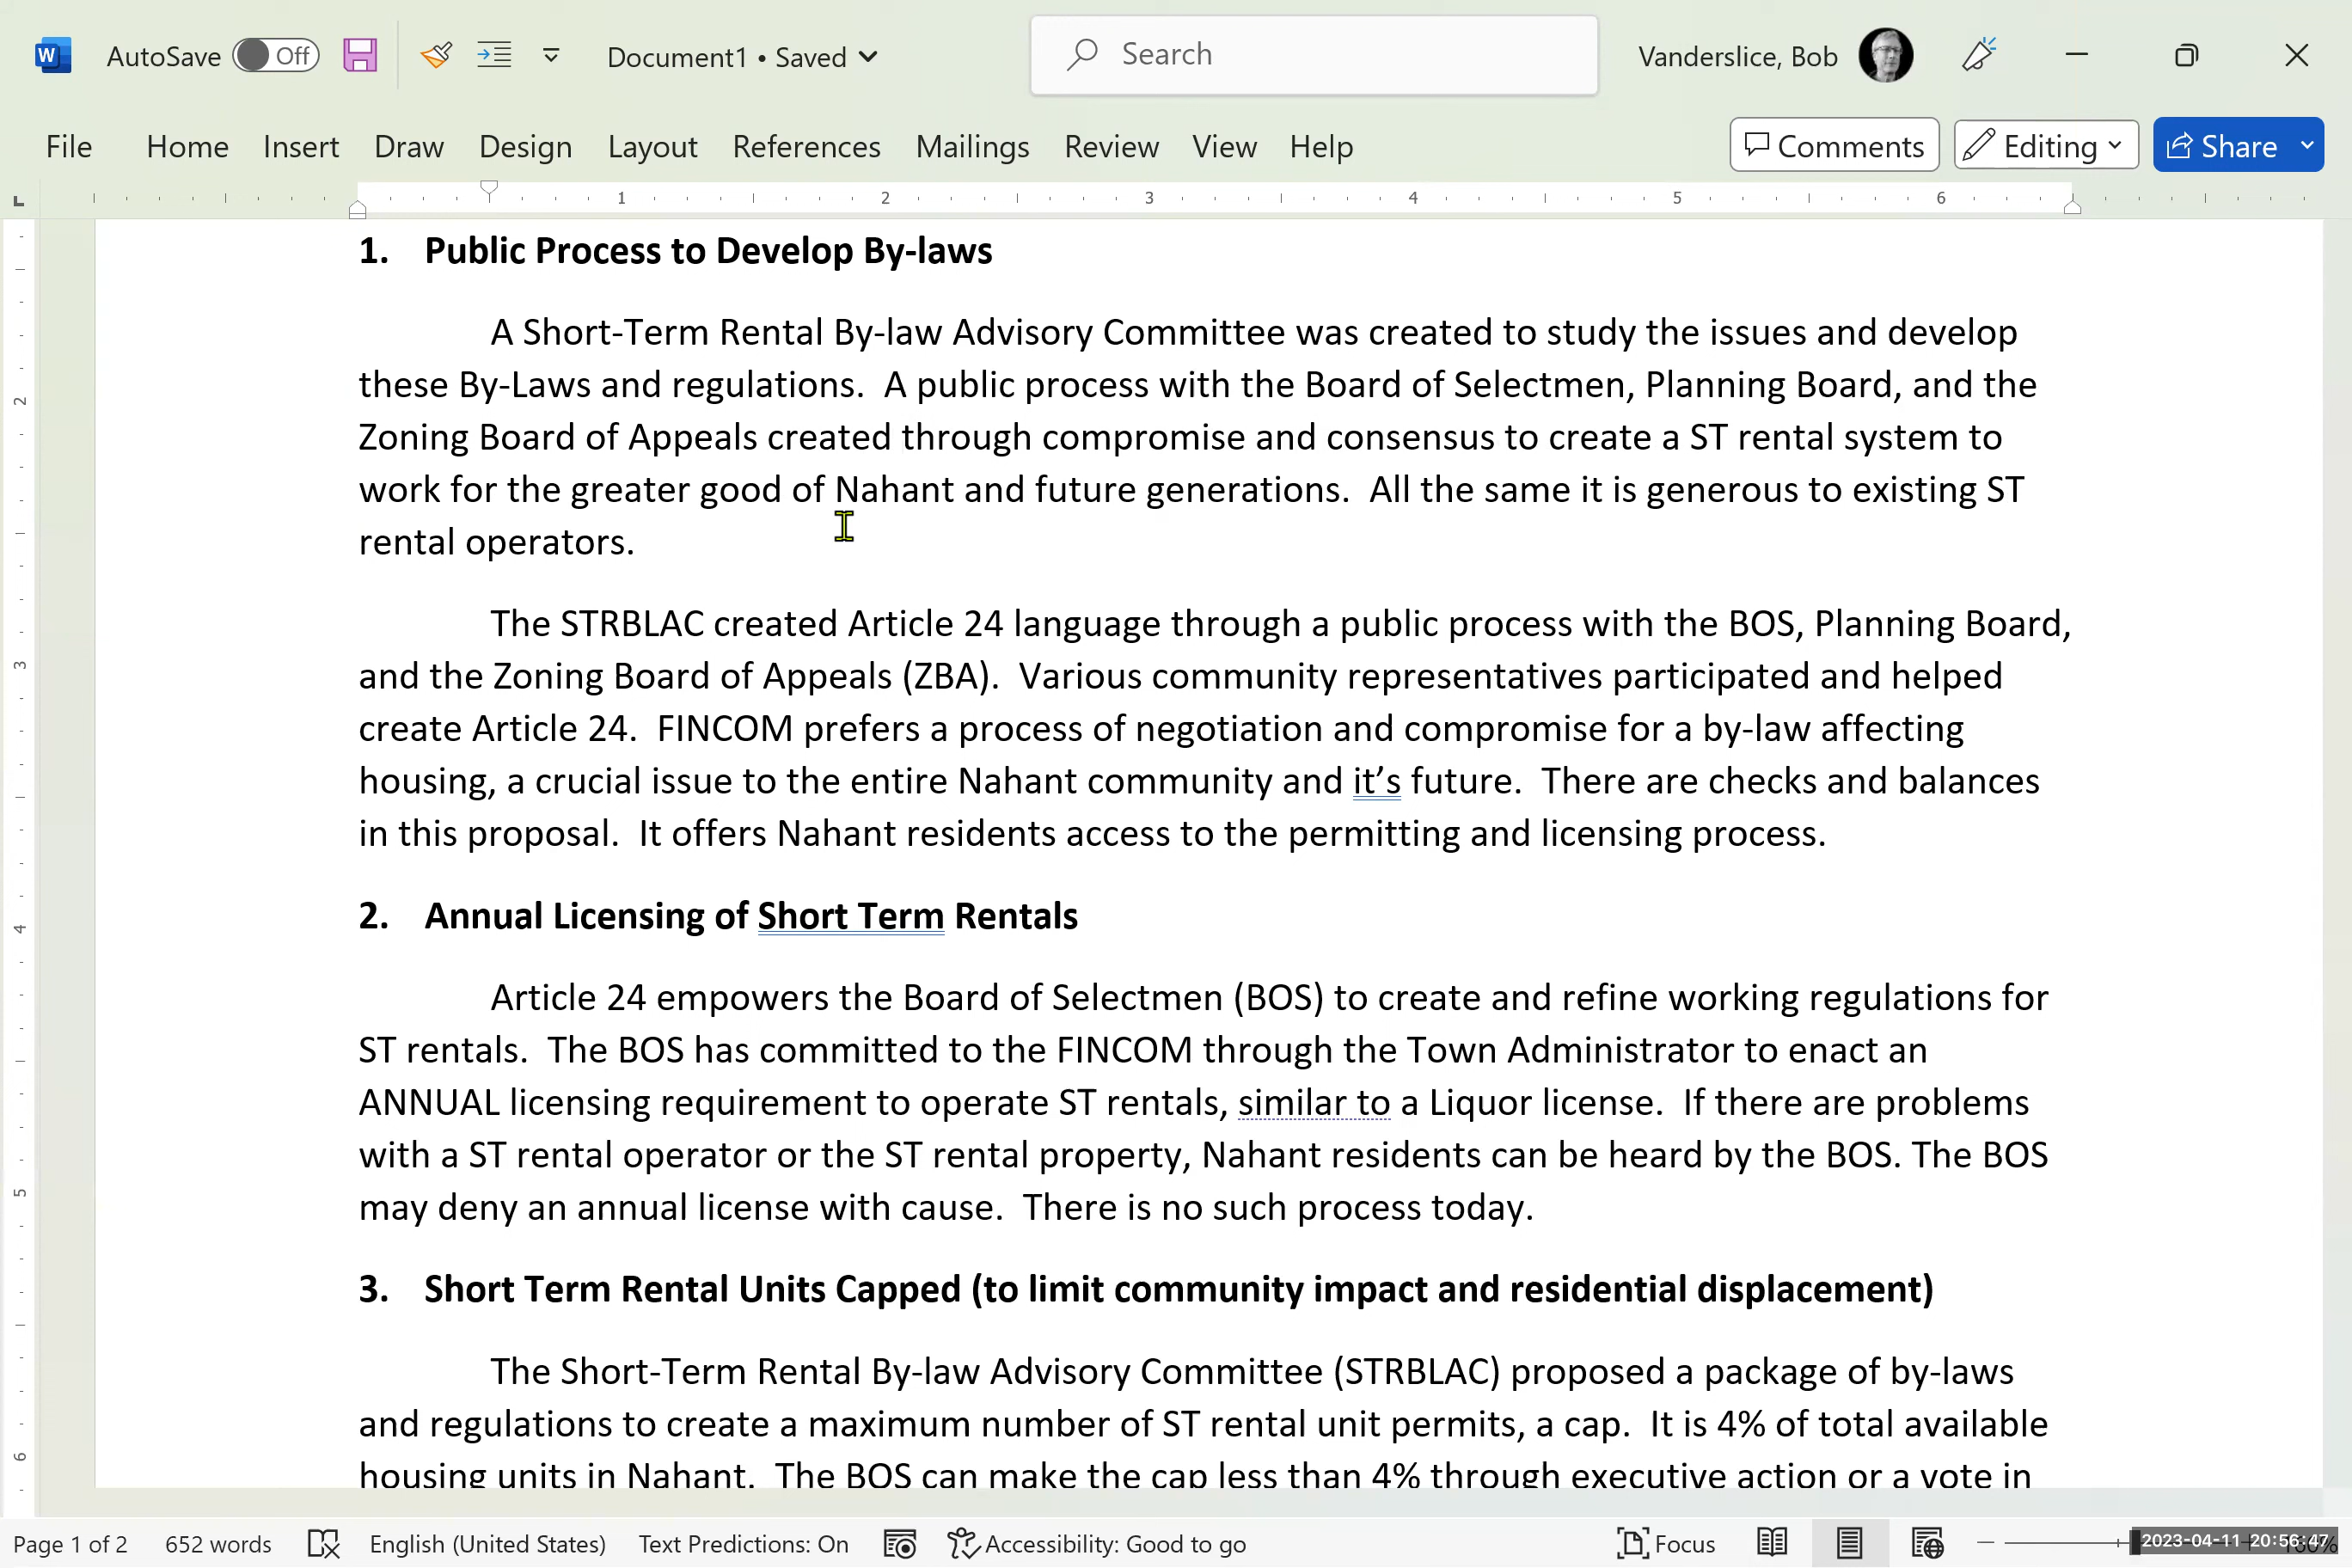 AutoSave Off Document1 • Saved Search Vanderslice, Bob
File Home Insert Draw Design Layout References Mailings Review View Help Comments Editing Share
1 2 3 4 5 6
1. Public Process to Develop By-laws
A Short-Term Rental By-law Advisory Committee was created to study the issues and develop
these By-Laws and regulations.  A public process with the Board of Selectmen, Planning Board, and the
Zoning Board of Appeals created through compromise and consensus to create a ST rental system to
work for the greater good of Nahant and future generations.  All the same it is generous to existing ST
rental operators.
The STRBLAC created Article 24 language through a public process with the BOS, Planning Board,
and the Zoning Board of Appeals (ZBA).  Various community representatives participated and helped
create Article 24.  FINCOM prefers a process of negotiation and compromise for a by-law affecting
housing, a crucial issue to the entire Nahant community and it’s future.  There are checks and balances
in this proposal.  It offers Nahant residents access to the permitting and licensing process.
2. Annual Licensing of Short Term Rentals
Article 24 empowers the Board of Selectmen (BOS) to create and refine working regulations for
ST rentals.  The BOS has committed to the FINCOM through the Town Administrator to enact an
ANNUAL licensing requirement to operate ST rentals, similar to a Liquor license.  If there are problems
with a ST rental operator or the ST rental property, Nahant residents can be heard by the BOS. The BOS
may deny an annual license with cause.  There is no such process today.
3. Short Term Rental Units Capped (to limit community impact and residential displacement)
The Short-Term Rental By-law Advisory Committee (STRBLAC) proposed a package of by-laws
and regulations to create a maximum number of ST rental unit permits, a cap.  It is 4% of total available
housing units in Nahant.  The BOS can make the cap less than 4% through executive action or a vote in
2
3
4
5
6
Page 1 of 2 652 words English (United States) Text Predictions: On Accessibility: Good to go Focus 2023-04-11 20:56:47